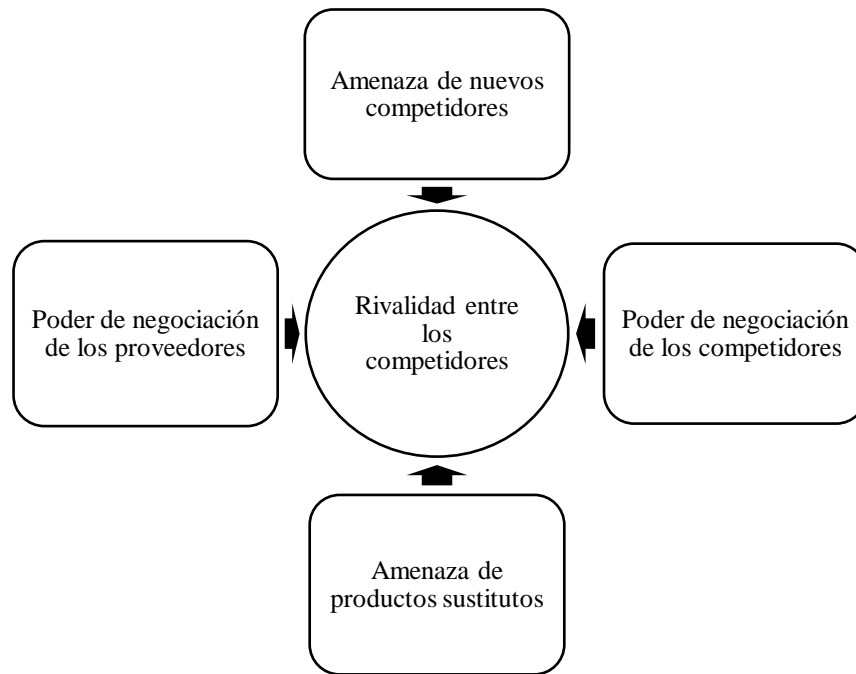 Amenaza de nuevos
competidores
Poder de negociación
de los proveedores
Rivalidad entre
los
competidores
Poder de negociación
de los competidores
Amenaza de
productos sustitutos